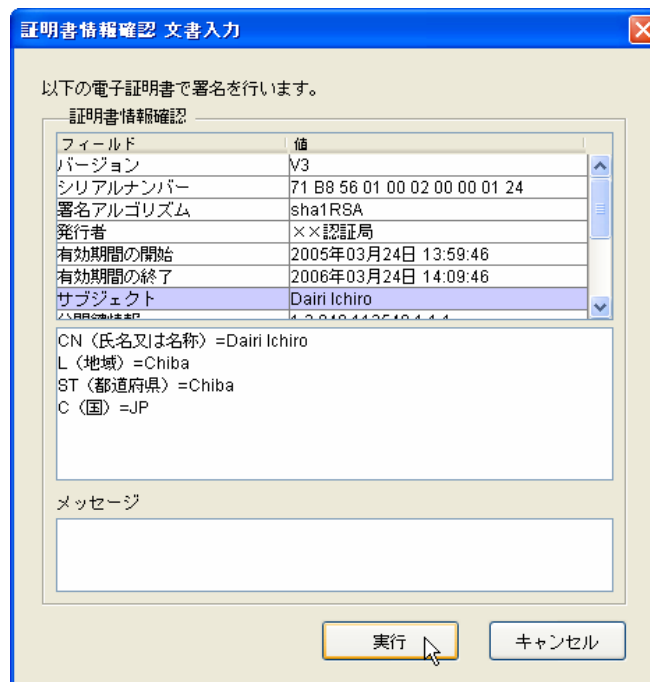 証明書情報確認 文書入力
以下の電子証明書で署名を行います。
証明書情報確認
フィールド 値
バージョン V3
シリアルナンバー 71 B8 56 01 00 02 00 00 01 24
署名アルゴリズム sha1RSA
発行者 ××認証局
有効期間の開始 2005年03月24日 13:59:46
有効期間の終了 2006年03月24日 14:09:46
サブジェクト Dairi Ichiro
CN（氏名又は名称）=Dairi Ichiro
L（地域）=Chiba
ST（都道府県）=Chiba
C（国）=JP
メッセージ
実行 キャンセル